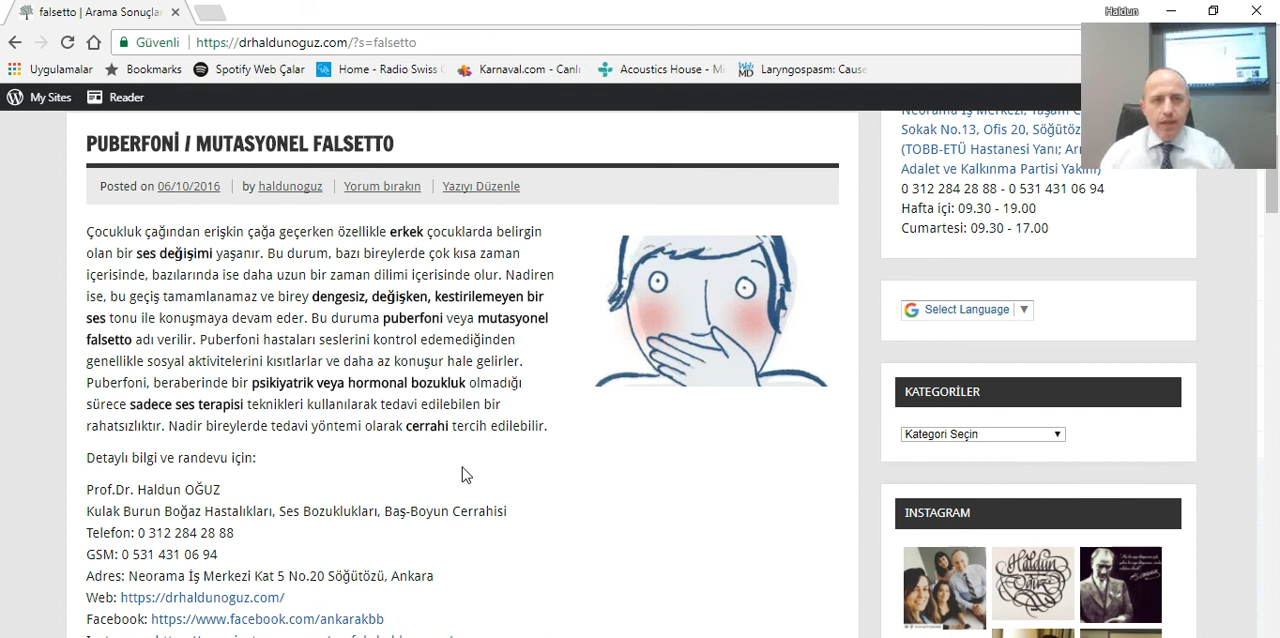 falsetto | Arama Sonuçla
Haldun
Güvenli
https://drhaldunoguz.com/?s=falsetto
Uygulamalar
Bookmarks
Spotify Web Çalar
Home - Radio Swiss
Karnaval.com - Canlı
Acoustics House - Mi
Laryngospasm: Cause
My Sites
Reader
PUBERFONİ / MUTASYONEL FALSETTO
Posted on 06/10/2016 by haldunoguz Yorum bırakın Yazıyı Düzenle
Çocukluk çağından erişkin çağa geçerken özellikle erkek çocuklarda belirgin
olan bir ses değişimi yaşanır. Bu durum, bazı bireylerde çok kısa zaman
içerisinde, bazılarında ise daha uzun bir zaman dilimi içerisinde olur. Nadiren
ise, bu geçiş tamamlanamaz ve birey dengesiz, değişken, kestirilemeyen bir
ses tonu ile konuşma devam eder. Bu duruma puberfoni veya mutasyonel
falsetto adı verilir. Puberfoni hastaları seslerini kontrol edemediğinden
genellikle sosyal aktivitelerini kısıtlarlar ve daha az konuşur hale gelirler.
Puberfoni, beraberinde bir psikiyatrik veya hormonal bozukluk olmadığı
sürece sadece ses terapisi teknikleri kullanılarak tedavi edilebilen bir
rahatsızlıktır. Nadir bireylerde tedavi yöntemi olarak cerrahi tercih edilebilir.
Detaylı bilgi ve randevu için:
Prof.Dr. Haldun OĞUZ
Kulak Burun Boğaz Hastalıkları, Ses Bozuklukları, Baş-Boyun Cerrahisi
Telefon: 0 312 284 28 88
GSM: 0 531 431 06 94
Adres: Neorama İş Merkezi Kat 5 No.20 Söğütözü, Ankara
Web: https://drhaldunoguz.com/
Facebook: https://www.facebook.com/ankarakbb
Neorama İş Merkezi, Yaşam
Sokak No.13, Ofis 20, Söğütöz
(TOBB-ETÜ Hastanesi Yanı;
Adalet ve Kalkınma Partisi Yakını)
0 312 284 28 88 - 0 531 431 06 94
Hafta içi: 09.30 - 19.00
Cumartesi: 09.30 - 17.00
Select Language
KATEGORİLER
Kategori Seçin
INSTAGRAM
Haldun
Oğuz